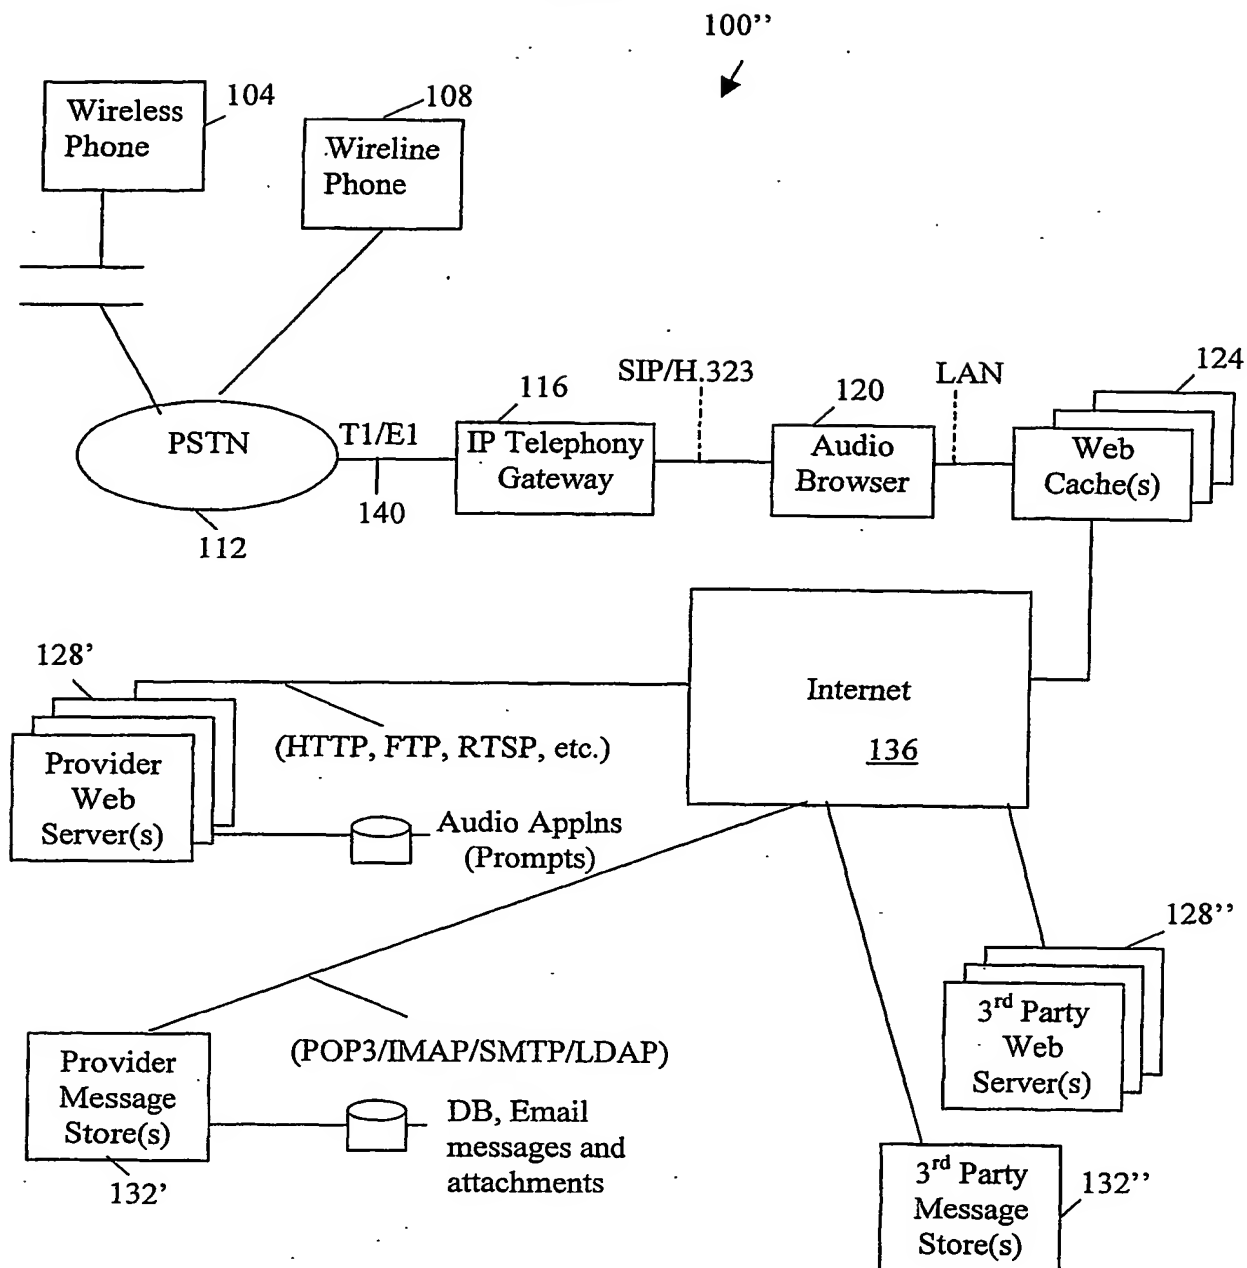 100’’
Wireless
Phone
104
108
Wireline
Phone
SIP/H.323
LAN
124
PSTN
T1/E1
116
IP Telephony
Gateway
120
Audio
Browser
Web
Cache(s)
140
112
128’
Internet
136
(HTTP, FTP, RTSP, etc.)
Provider
Web
Server(s)
Audio Applns
(Prompts)
128’’
3rd Party
Web
Server(s)
(POP3/IMAP/SMTP/LDAP)
Provider
Message
Store(s)
DB, Email
messages and
attachments
132’
3rd Party
Message
Store(s)
132’’